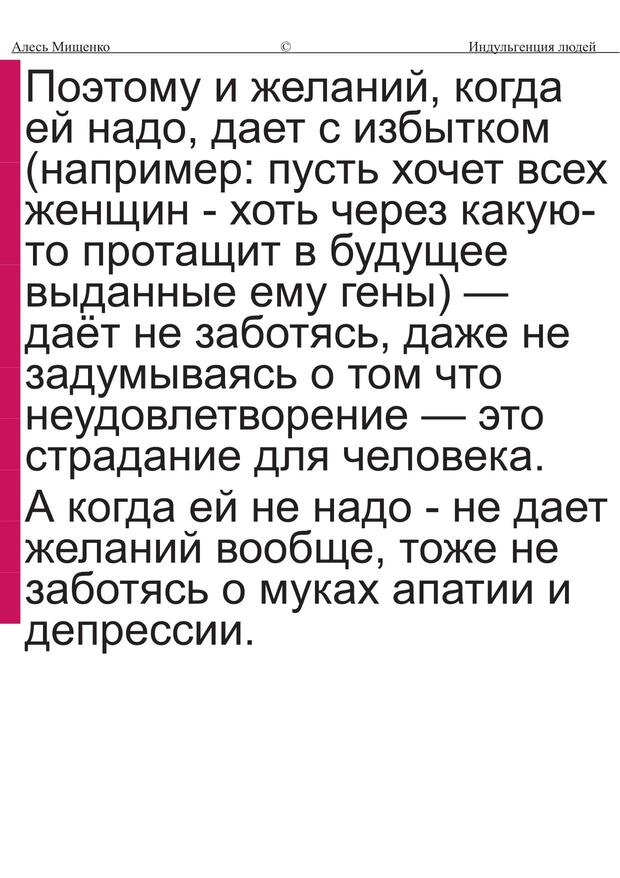 Алесь Мищенко © Индульгенция людей
Поэтому и желаний, когда
ей надо, дает с избытком
(например: пусть хочет всех
женщин - хоть через какую-
то протащит в будущее
выданные ему гены) —
даёт не заботясь, даже не
задумываясь о том что
неудовлетворение — это
страдание для человека.
А когда ей не надо - не дает
желаний вообще, тоже не
заботясь о муках апатии и
депрессии.